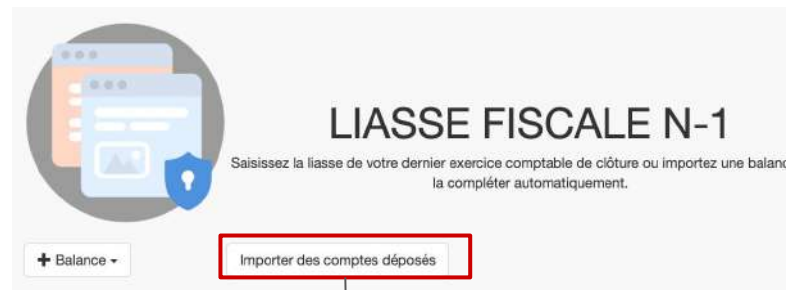 LIASSE FISCALE N-1
Saisissez la liasse de votre dernier exercice comptable de clôture ou importez une balanc
la compléter automatiquement.
+ Balance
Importer des comptes déposés